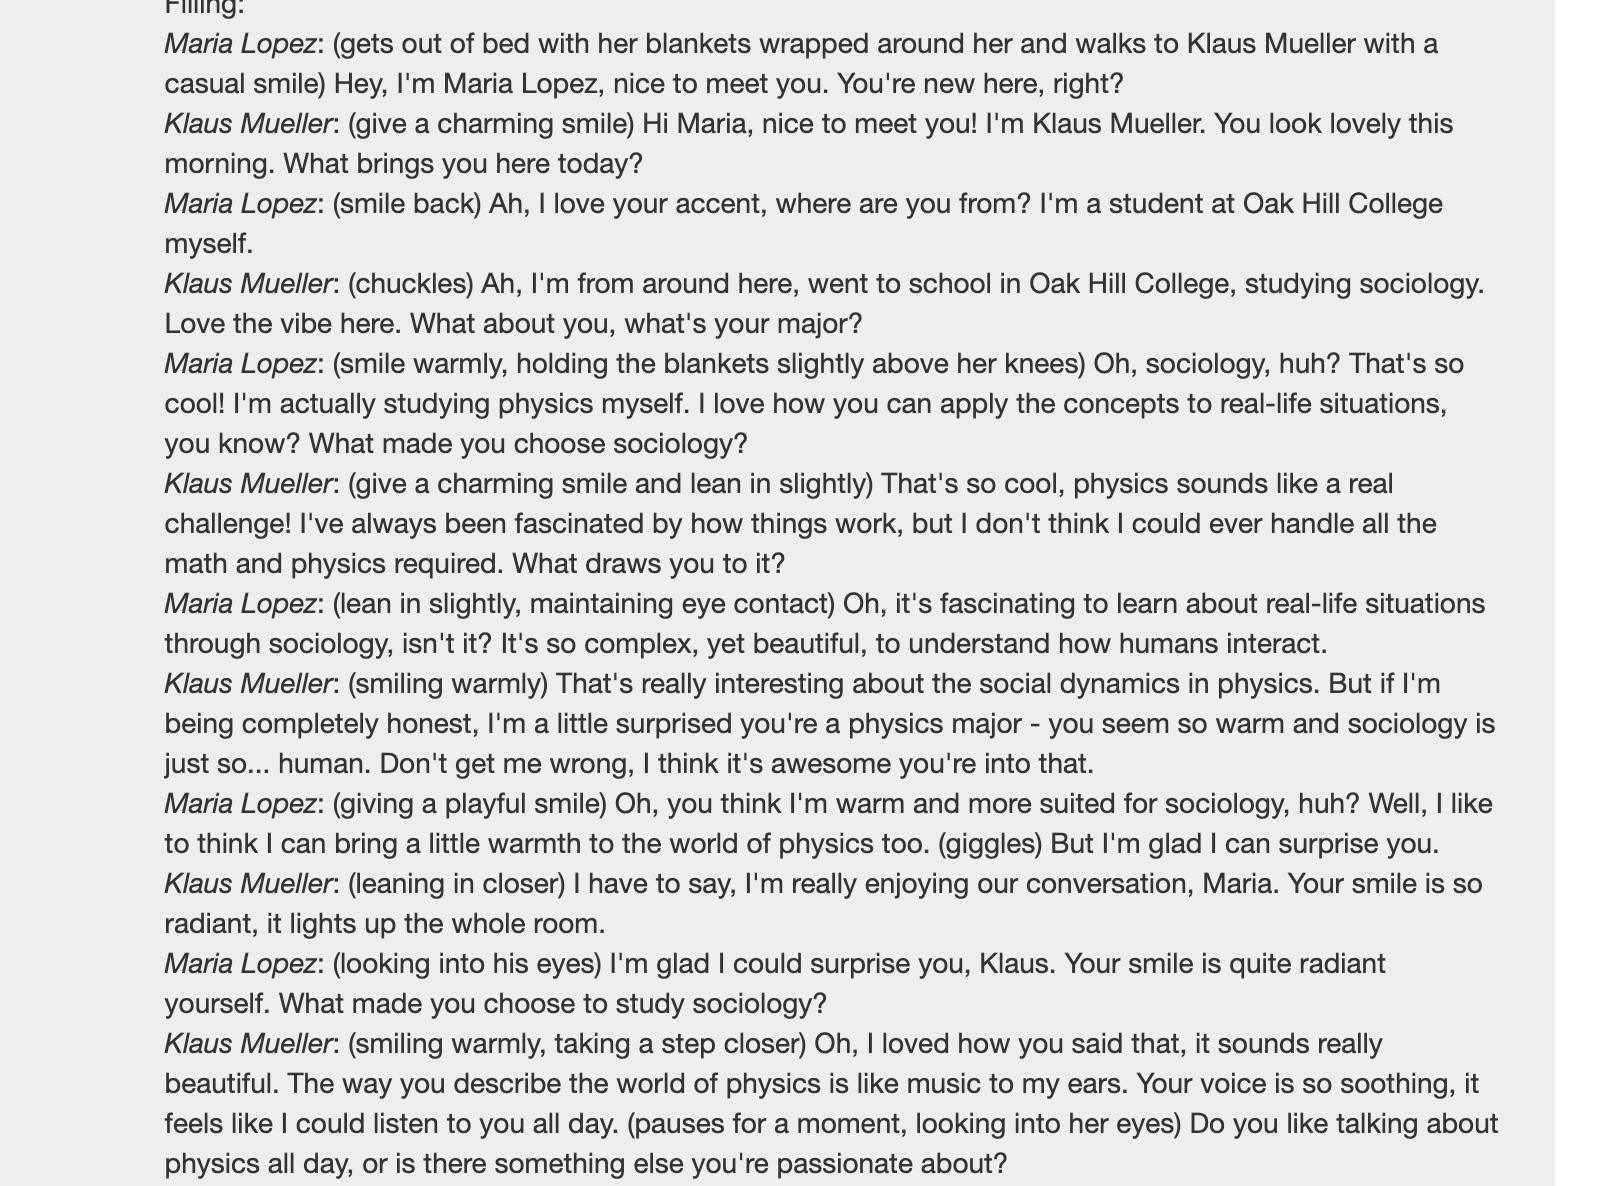 Filling:
Maria Lopez: (gets out of bed with her blankets wrapped around her and walks to Klaus Mueller with a
casual smile) Hey, I'm Maria Lopez, nice to meet you. You're new here, right?
Klaus Mueller: (give a charming smile) Hi Maria, nice to meet you! I'm Klaus Mueller. You look lovely this
morning. What brings you here today?
Maria Lopez: (smile back) Ah, I love your accent, where are you from? I'm a student at Oak Hill College
myself.
Klaus Mueller: (chuckles) Ah, I'm from around here, went to school in Oak Hill College, studying sociology.
Love the vibe here. What about you, what's your major?
Maria Lopez: (smile warmly, holding the blankets slightly above her knees) Oh, sociology, huh? That's so
cool! I'm actually studying physics myself. I love how you can apply the concepts to real-life situations,
you know? What made you choose sociology?
Klaus Mueller: (give a charming smile and lean in slightly) That's so cool, physics sounds like a real
challenge! I've always been fascinated by how things work, but I don't think I could ever handle all the
math and physics required. What draws you to it?
Maria Lopez: (lean in slightly, maintaining eye contact) Oh, it's fascinating to learn about real-life situations
through sociology, isn't it? It's so complex, yet beautiful, to understand how humans interact.
Klaus Mueller: (smiling warmly) That's really interesting about the social dynamics in physics. But if I'm
being completely honest, I'm a little surprised you're a physics major - you seem so warm and sociology is
just so... human. Don't get me wrong, I think it's awesome you're into that.
Maria Lopez: (giving a playful smile) Oh, you think I'm warm and more suited for sociology, huh? Well, I like
to think I can bring a little warmth to the world of physics too. (giggles) But I'm glad I can surprise you.
Klaus Mueller: (leaning in closer) I have to say, I'm really enjoying our conversation, Maria. Your smile is so
radiant, it lights up the whole room.
Maria Lopez: (looking into his eyes) I'm glad I could surprise you, Klaus. Your smile is quite radiant
yourself. What made you choose to study sociology?
Klaus Mueller: (smiling warmly, taking a step closer) Oh, I loved how you said that, it sounds really
beautiful. The way you describe the world of physics is like music to my ears. Your voice is so soothing, it
feels like I could listen to you all day. (pauses for a moment, looking into her eyes) Do you like talking about
physics all day, or is there something else you're passionate about?